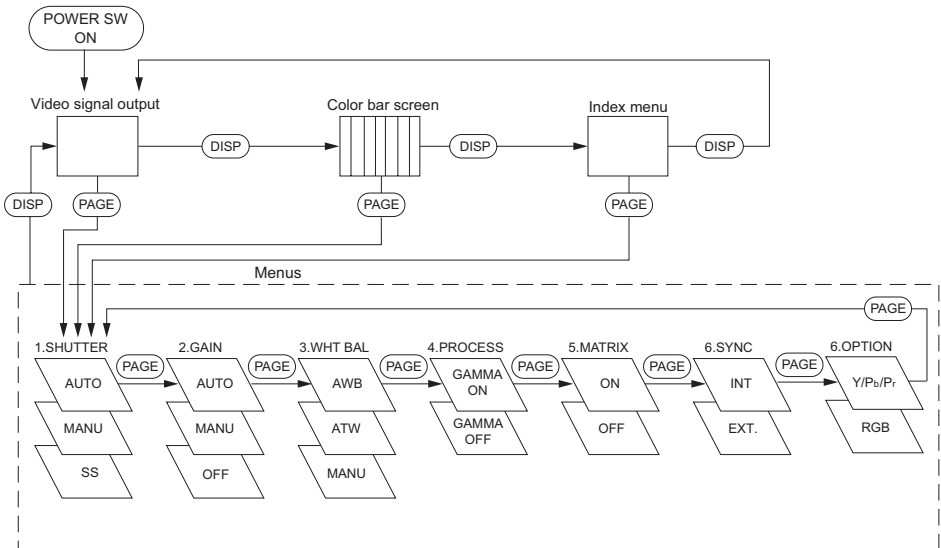 POWER SW
ON
Video signal output
Color bar screen
Index menu
DISP
DISP
DISP
DISP
PAGE
PAGE
PAGE
Menus
PAGE
1.SHUTTER
2.GAIN
3.WHT BAL
4.PROCESS
5.MATRIX
6.SYNC
6.OPTION
PAGE
PAGE
PAGE
PAGE
PAGE
PAGE
AUTO
AUTO
AWB
GAMMA
ON
ON
INT
Y/Pb/Pr
MANU
MANU
ATW
GAMMA
OFF
OFF
EXT.
RGB
SS
OFF
MANU